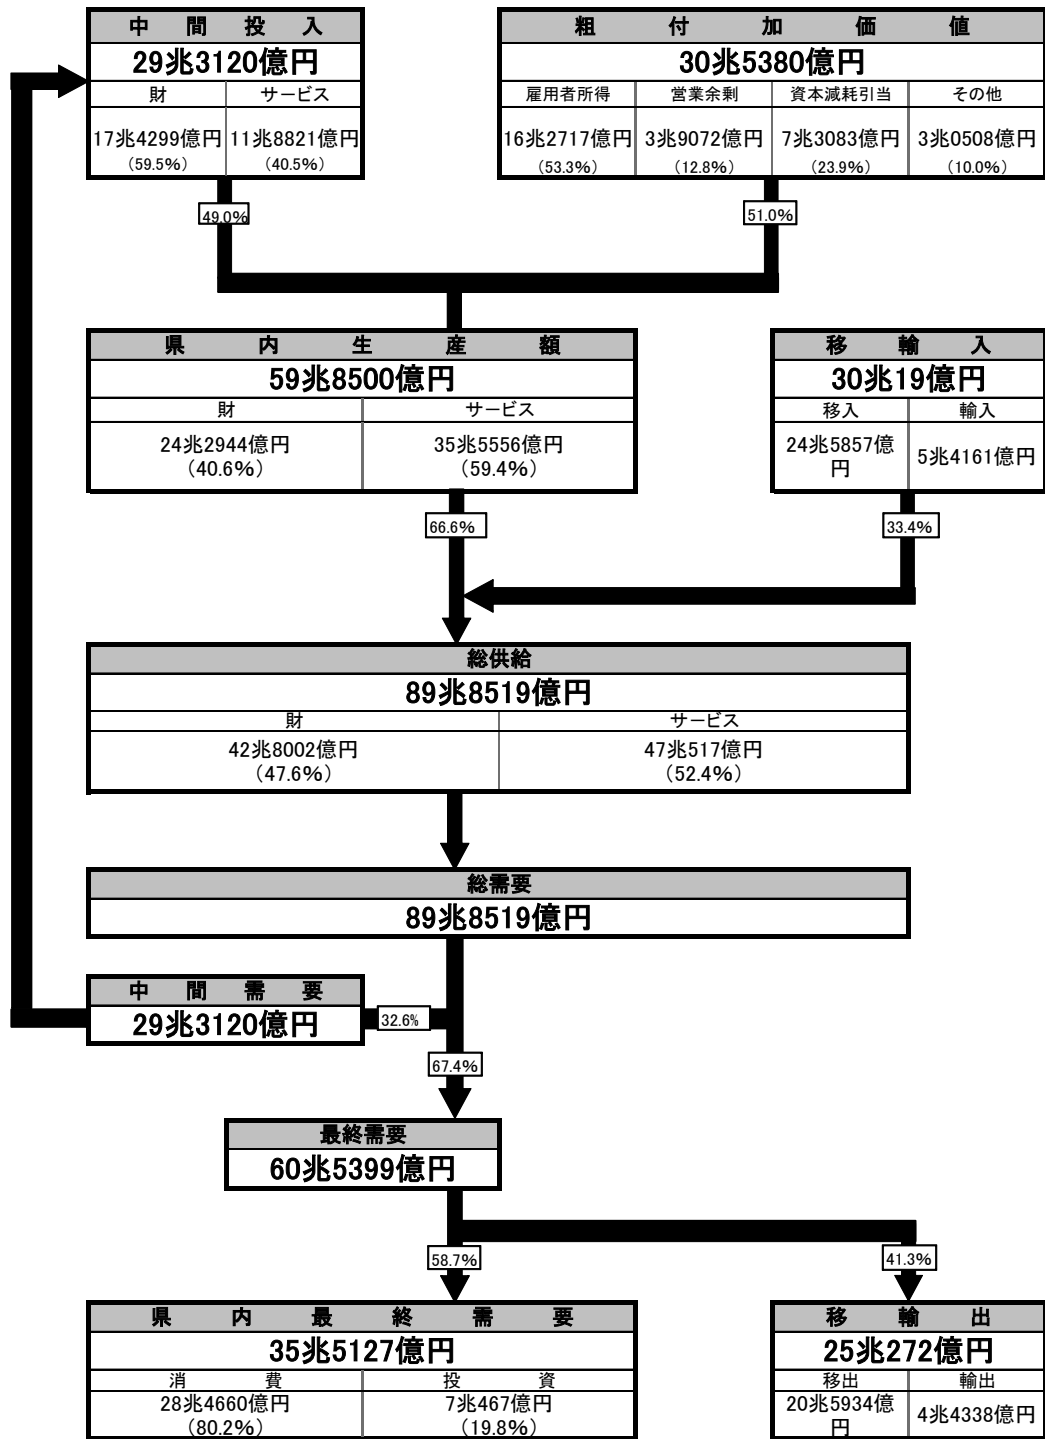 中間投入
29兆3120億円
財 サービス
17兆4299億円 11兆8821億円
（59.5%） （40.5%）
粗付加価値
30兆5380億円
雇用者所得 営業余剰 資本減耗引当 その他
16兆2717億円 3兆9072億円 7兆3083億円 3兆0508億円
（53.3%） （12.8%） （23.9%） （10.0%）
49.0%
51.0%
県内生産額
59兆8500億円
財 サービス
24兆2944億円 35兆5556億円
（40.6%） （59.4%）
移輸入
30兆19億円
移入 輸入
24兆5857億
円
5兆4161億円
66.6%
33.4%
総供給
89兆8519億円
財 サービス
42兆8002億円 47兆517億円
（47.6%） （52.4%）
総需要
89兆8519億円
中間需要
29兆3120億円
32.6%
67.4%
最終需要
60兆5399億円
58.7%
41.3%
県内最終需要
35兆5127億円
消費 投資
28兆4660億円 7兆467億円
（80.2%） （19.8%）
移輸出
25兆272億円
移出 輸出
20兆5934億
円
4兆4338億円